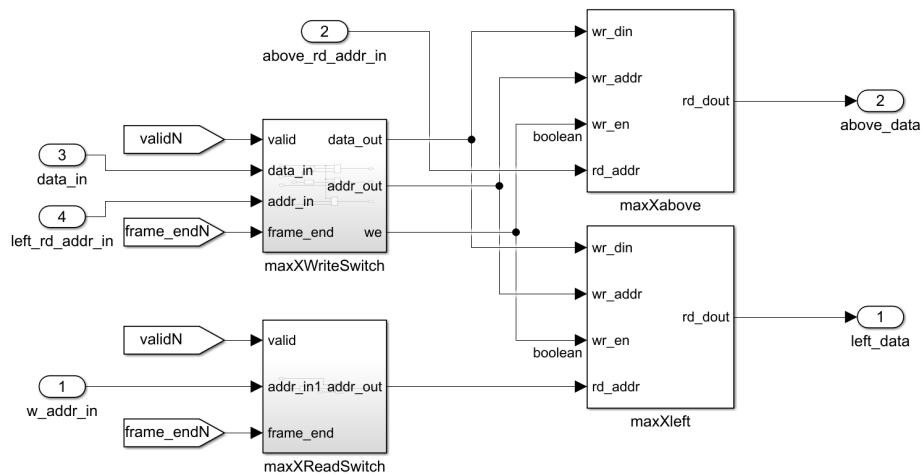 2
above_rd_addr_in
wr_din
wr_addr
wr_en
boolean
rd_addr
rd_dout
maxXabove
2
above_data
validN
3
data_in
4
left_rd_addr_in
frame_endN
valid
data_in
addr_in
frame_end
data_out
addr_out
we
maxXWriteSwitch
wr_din
wr_addr
wr_en
boolean
rd_addr
rd_dout
maxXleft
1
left_data
validN
1
w_addr_in
frame_endN
valid
addr_in1
frame_end
addr_out
maxXReadSwitch